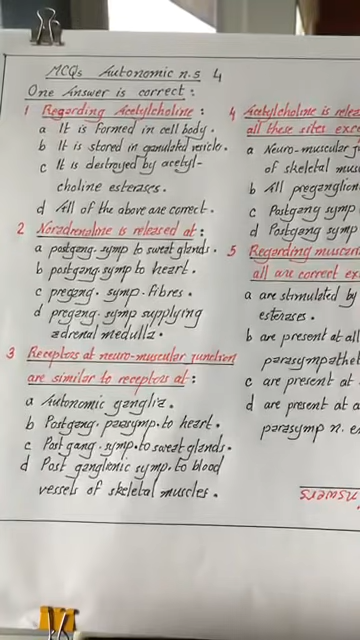 MCQs Autonomic n.s 4
One Answer is correct:
1 Regarding Acetylcholine:
a It is formed in cell body.
b It is stored in granulated vesicle.
c It is destroyed by acetyl-
choline esterases.
d All of the above are correct.
2 Noradrenaline is released at:
a postgang. symp to sweat glands.
b postgang. symp to heart.
c pregang. symp. fibres.
d pregang. symp supplying
adrenal medulla.
3 Receptors at neuro-muscular junction
are similar to receptors at:
a Autonomic ganglia.
b Postgang. parasymp. to heart.
c Post gang. symp. to sweat glands.
d Post ganglionic symp. to blood
vessels of skeletal muscles.
4 Acetylcholine is relea
all these sites exc
a Neuro-muscular j
of skeletal mus
b All preganglion
c Postgang symp
d Postgang symp
5 Regarding muscar
all are correct ex
a are stimulated by
esterases.
b are present at all
parasympathet
c are present at
d are present at a
parasymp n. e